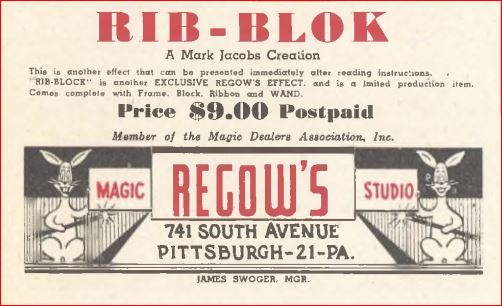 RIB-BLOK
A Mark Jacobs Creation
This is another effect that can be presented immediately after reading instructions.
"RIB-BLOCK" is another EXCLUSIVE REGOW'S EFFECT. and is a limited production item.
Comes complete with Frame. Block, Ribbon and WAND.
Price $9.00 Postpaid
Member of the Magic Dealers Association, Inc.
MAGIC REGOW'S STUDIO
741 SOUTH AVENUE
PITTSBURGH-21-PA.
JAMES SWOGER, MGR.